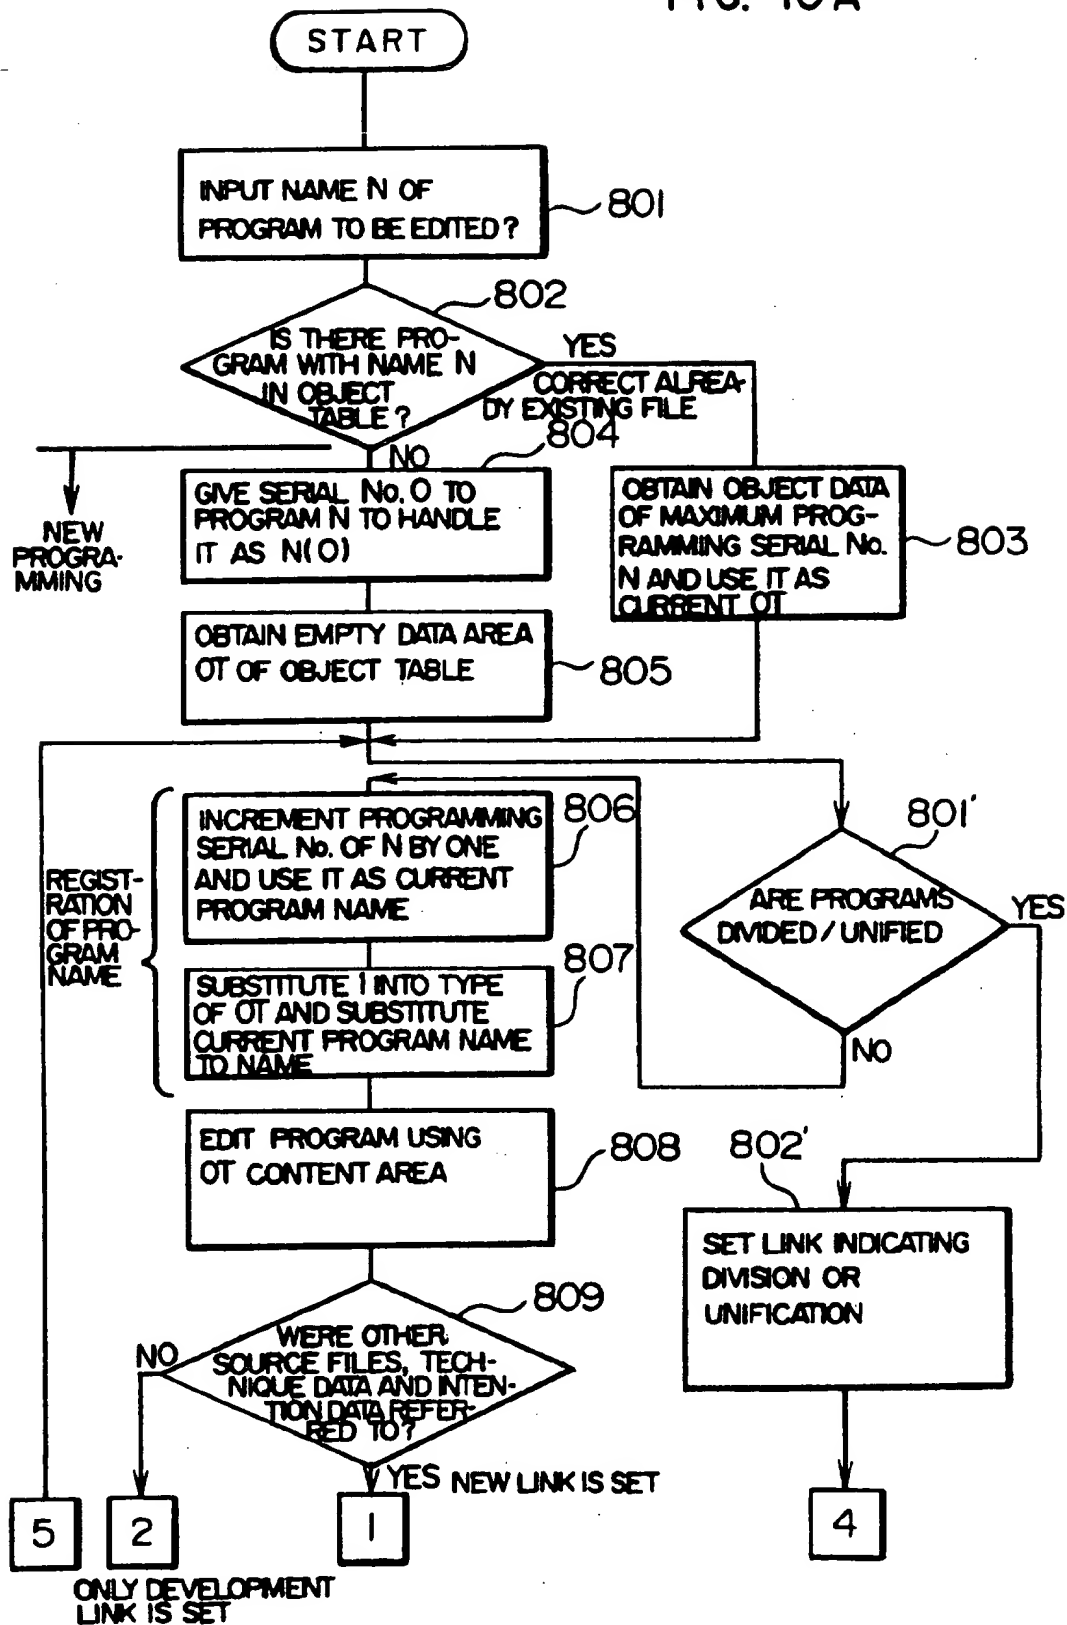 FIG. 10A
START
INPUT NAME N OF
PROGRAM TO BE EDITED?
801
802
IS THERE PRO-
GRAM WITH NAME N
IN OBJECT
TABLE?
YES
CORRECT ALREA-
DY EXISTING FILE
NO
804
NEW
PROGRA-
MMING
GIVE SERIAL No. 0 TO
PROGRAM N TO HANDLE
IT AS N(0)
OBTAIN OBJECT DATA
OF MAXIMUM PROG-
RAMMING SERIAL No.
N AND USE IT AS
CURRENT OT
803
OBTAIN EMPTY DATA AREA
OT OF OBJECT TABLE
805
REGIST-
RATION
OF PRO-
GRAM
NAME
INCREMENT PROGRAMMING
SERIAL No. OF N BY ONE
AND USE IT AS CURRENT
PROGRAM NAME
806
801'
ARE PROGRAMS
DIVIDED/UNIFIED
YES
NO
SUBSTITUTE 1 INTO TYPE
OF OT AND SUBSTITUTE
CURRENT PROGRAM NAME
TO NAME
807
EDIT PROGRAM USING
OT CONTENT AREA
808
802'
SET LINK INDICATING
DIVISION OR
UNIFICATION
809
WERE OTHER
SOURCE FILES, TECH-
NIQUE DATA AND INTEN-
TION DATA REFER-
RED TO?
NO
YES NEW LINK IS SET
5
2
1
4
ONLY DEVELOPMENT
LINK IS SET